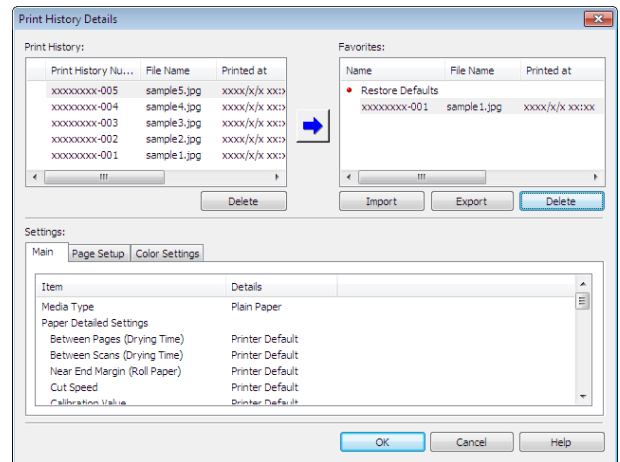 Print History Details
Print History:
Print History Nu... File Name Printed at
xxxxxxxx-005 sample5.jpg xxxx/x/x xx:x
xxxxxxxx-004 sample4.jpg xxxx/x/x xx:x
xxxxxxxx-003 sample3.jpg xxxx/x/x xx:x
xxxxxxxx-002 sample2.jpg xxxx/x/x xx:x
xxxxxxxx-001 sample1.jpg xxxx/x/x xx:x
Delete
Favorites:
Name File Name Printed at
Restore Defaults
xxxxxxxx-001 sample1.jpg xxxx/x/x xx:xx
Import Export Delete
Settings:
Main Page Setup Color Settings
Item Details
Media Type Plain Paper
Paper Detailed Settings
Between Pages (Drying Time) Printer Default
Between Scans (Drying Time) Printer Default
Near End Margin (Roll Paper) Printer Default
Cut Speed Printer Default
Calibration Value Printer Default
OK Cancel Help